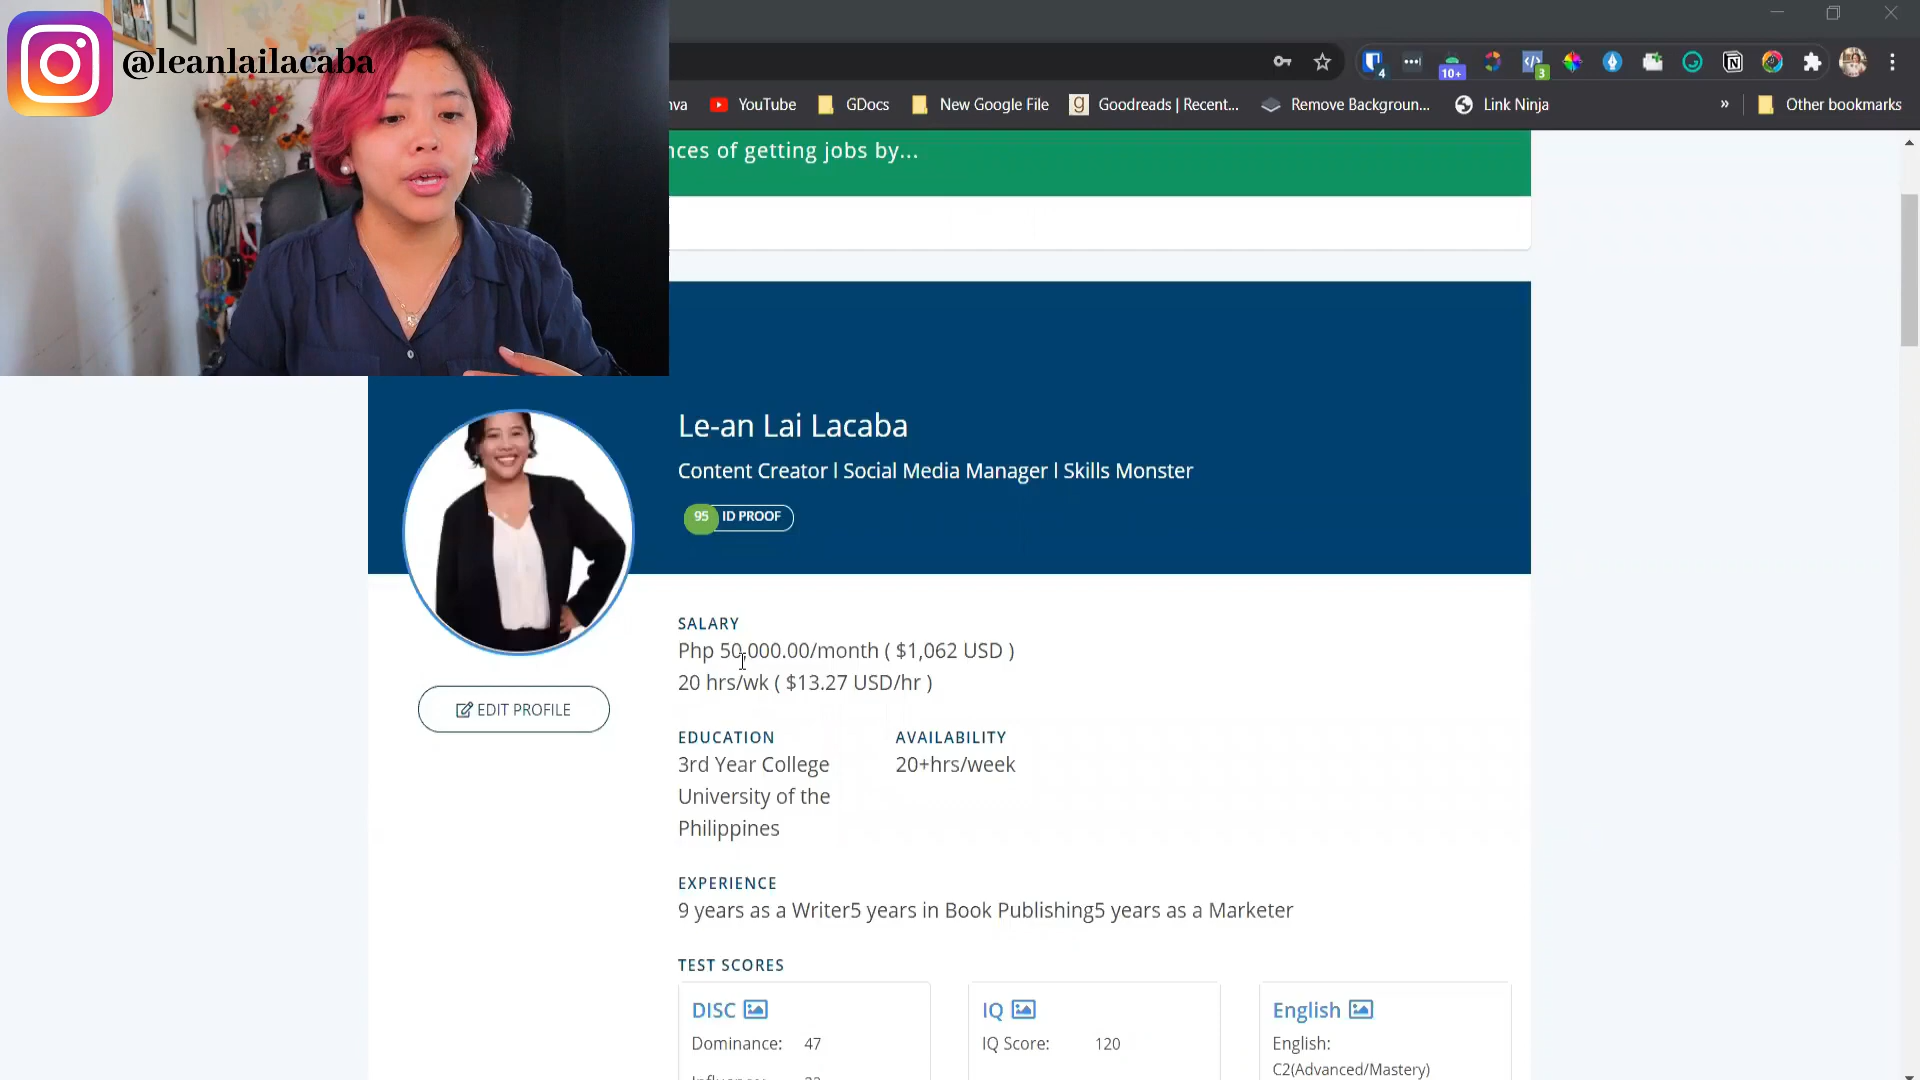 @leanlailacaba
10+
4
3
nva
YouTube
GDocs
New Google File
g
Goodreads | Recent...
Remove Backgroun...
Link Ninja
»
Other bookmarks
nces of getting jobs by...
Le-an Lai Lacaba
Content Creator l Social Media Manager l Skills Monster
95 ID PROOF
SALARY
Php 50,000.00/month ( $1,062 USD )
20 hrs/wk ( $13.27 USD/hr )
EDIT PROFILE
EDUCATION
3rd Year College
University of the
Philippines
AVAILABILITY
20+hrs/week
EXPERIENCE
9 years as a Writer5 years in Book Publishing5 years as a Marketer
TEST SCORES
DISC
Dominance: 47
IQ
IQ Score: 120
English
English:
C2(Advanced/Mastery)